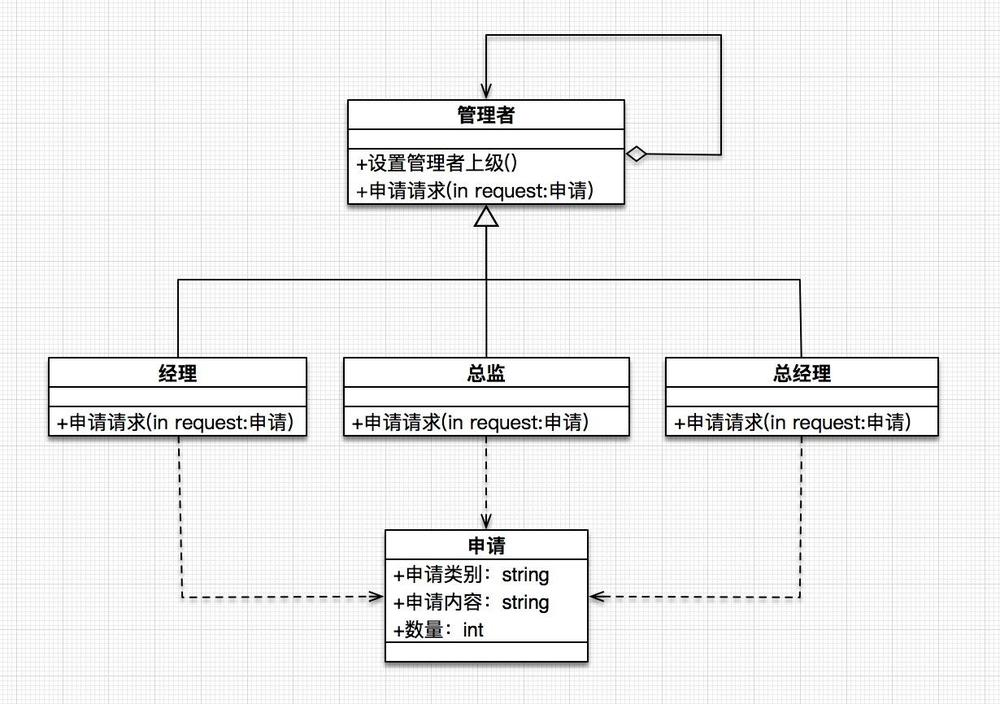 管理者
+设置管理者上级()
+申请请求(in request:申请)
经理
+申请请求(in request:申请)
总监
+申请请求(in request:申请)
总经理
+申请请求(in request:申请)
申请
+申请类别：string
+申请内容：string
+数量：int